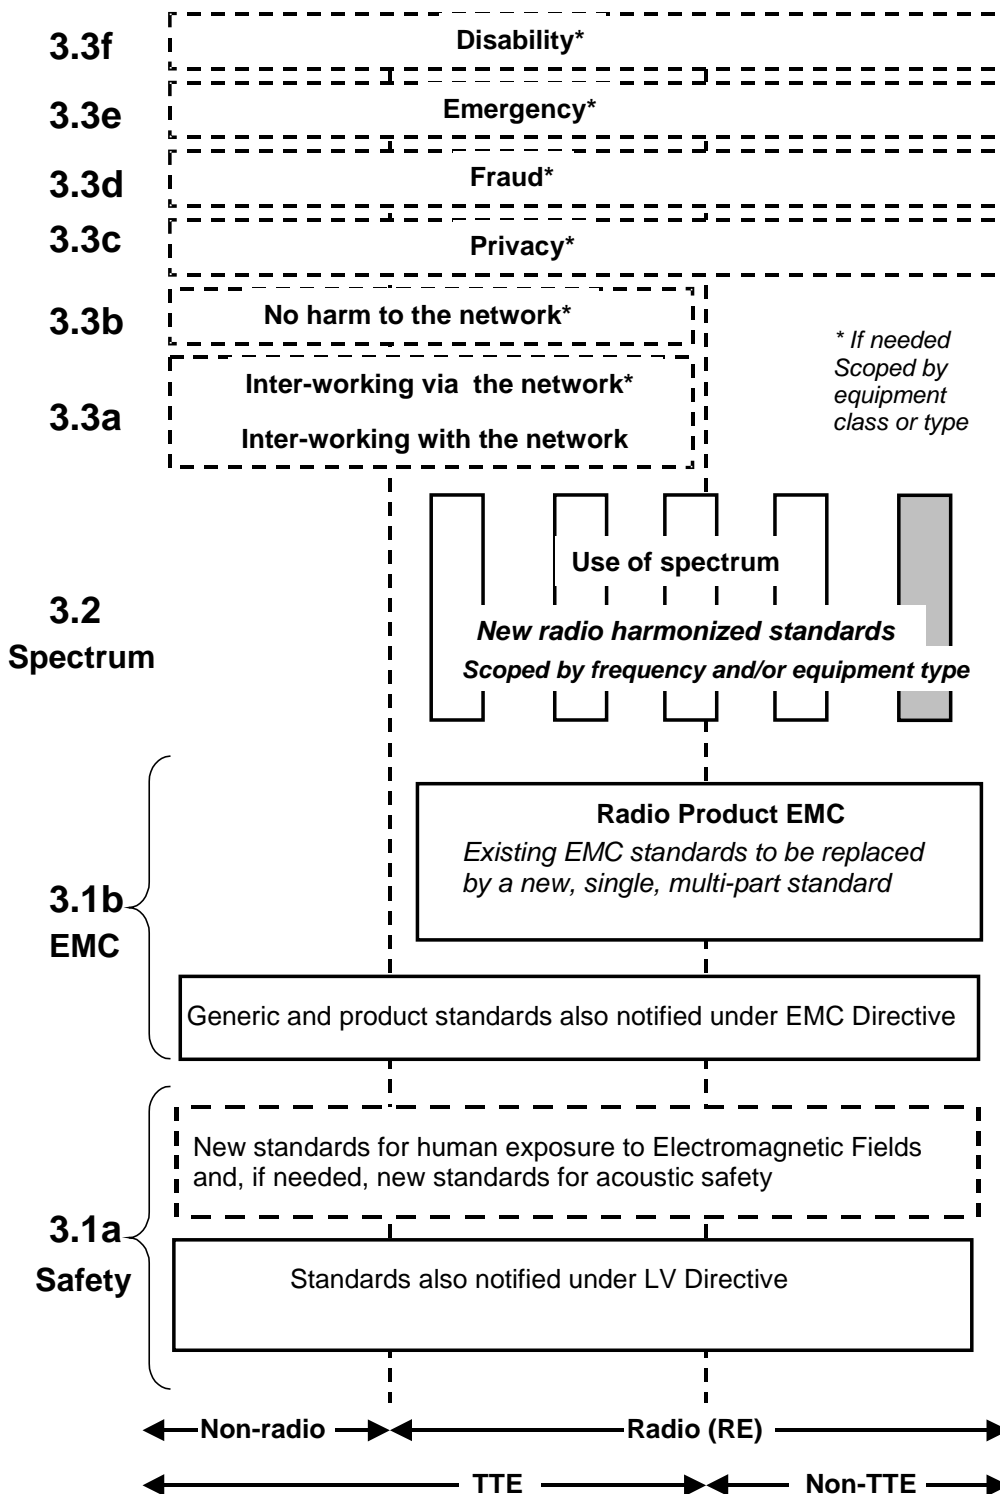 3.3f
Disability*
3.3e
Emergency*
3.3d
Fraud*
3.3c
Privacy*
3.3b
No harm to the network*
3.3a
Inter-working via the network*
Inter-working with the network
* If needed
Scoped by
equipment
class or type
3.2
Spectrum
Use of spectrum
New radio harmonized standards
Scoped by frequency and/or equipment type
3.1b
EMC
Radio Product EMC
Existing EMC standards to be replaced
by a new, single, multi-part standard
Generic and product standards also notified under EMC Directive
3.1a
Safety
New standards for human exposure to Electromagnetic Fields
and, if needed, new standards for acoustic safety
Standards also notified under LV Directive
Non-radio
Radio (RE)
TTE
Non-TTE